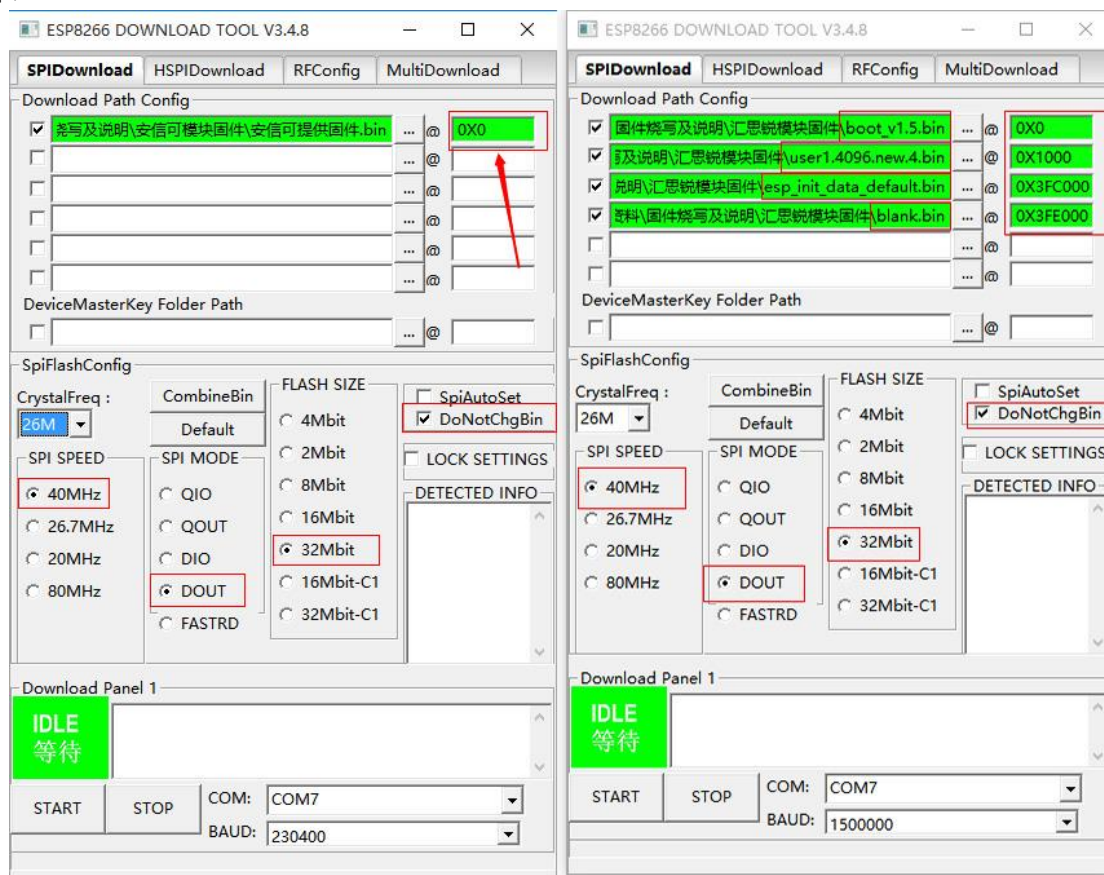 ESP8266 DOWNLOAD TOOL V3.4.8
SPIDownload HSPIDownload RFConfig MultiDownload
Download Path Config
烧写及说明\安信可模块固件\安信可提供固件.bin ... @ 0X0
... @
... @
... @
... @
... @
DeviceMasterKey Folder Path
... @
SpiFlashConfig
CrystalFreq :
26M
CombineBin
Default
SPI SPEED
40MHz
26.7MHz
20MHz
80MHz
SPI MODE
QIO
QOUT
DIO
DOUT
FASTRD
FLASH SIZE
4Mbit
2Mbit
8Mbit
16Mbit
32Mbit
16Mbit-C1
32Mbit-C1
SpiAutoSet
DoNotChgBin
LOCK SETTINGS
DETECTED INFO
Download Panel 1
IDLE
等待
START STOP
COM: COM7
BAUD: 230400
ESP8266 DOWNLOAD TOOL V3.4.8
SPIDownload HSPIDownload RFConfig MultiDownload
Download Path Config
固件烧写及说明\汇思锐模块固件\boot_v1.5.bin ... @ 0X0
写及说明\汇思锐模块固件\user1.4096.new.4.bin ... @ 0X1000
说明\汇思锐模块固件\esp_init_data_default.bin ... @ 0X3FC000
资料\固件烧写及说明\汇思锐模块固件\blank.bin ... @ 0X3FE000
... @
... @
DeviceMasterKey Folder Path
... @
SpiFlashConfig
CrystalFreq :
26M
CombineBin
Default
SPI SPEED
40MHz
26.7MHz
20MHz
80MHz
SPI MODE
QIO
QOUT
DIO
DOUT
FASTRD
FLASH SIZE
4Mbit
2Mbit
8Mbit
16Mbit
32Mbit
16Mbit-C1
32Mbit-C1
SpiAutoSet
DoNotChgBin
LOCK SETTINGS
DETECTED INFO
Download Panel 1
IDLE
等待
START STOP
COM: COM7
BAUD: 1500000